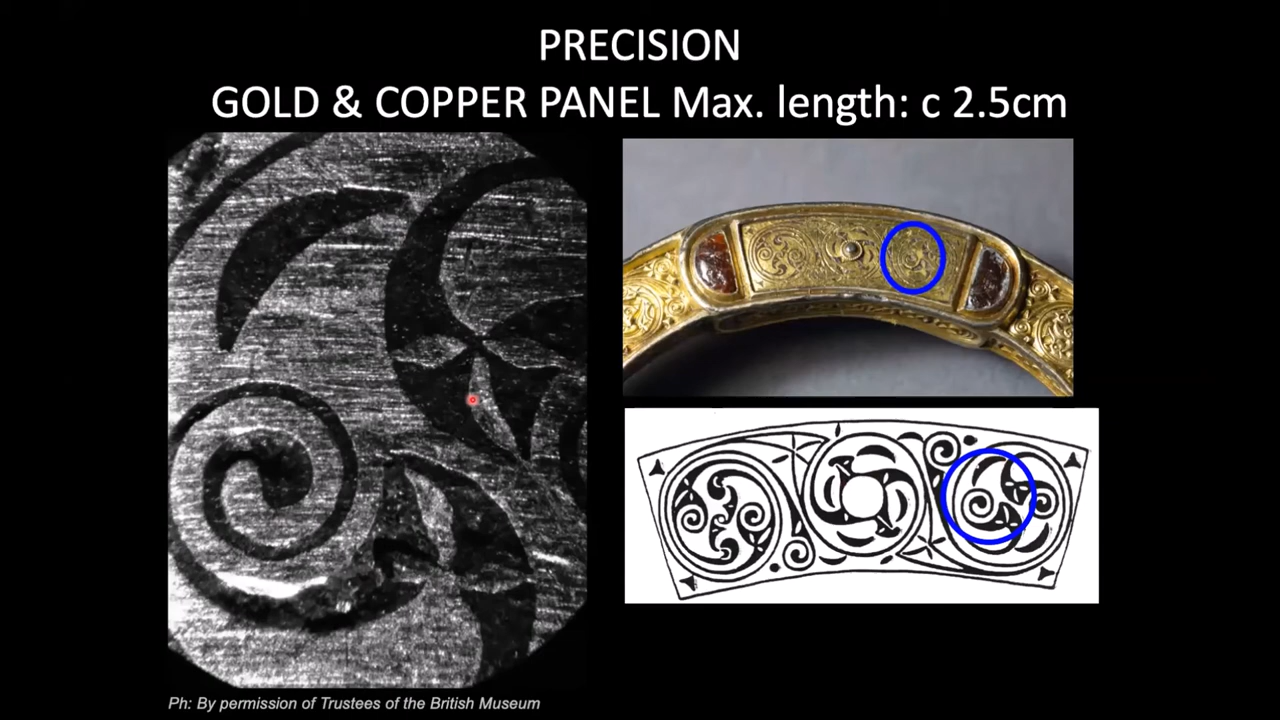 PRECISION
GOLD & COPPER PANEL Max. length: c 2.5cm
Ph: By permission of Trustees of the British Museum